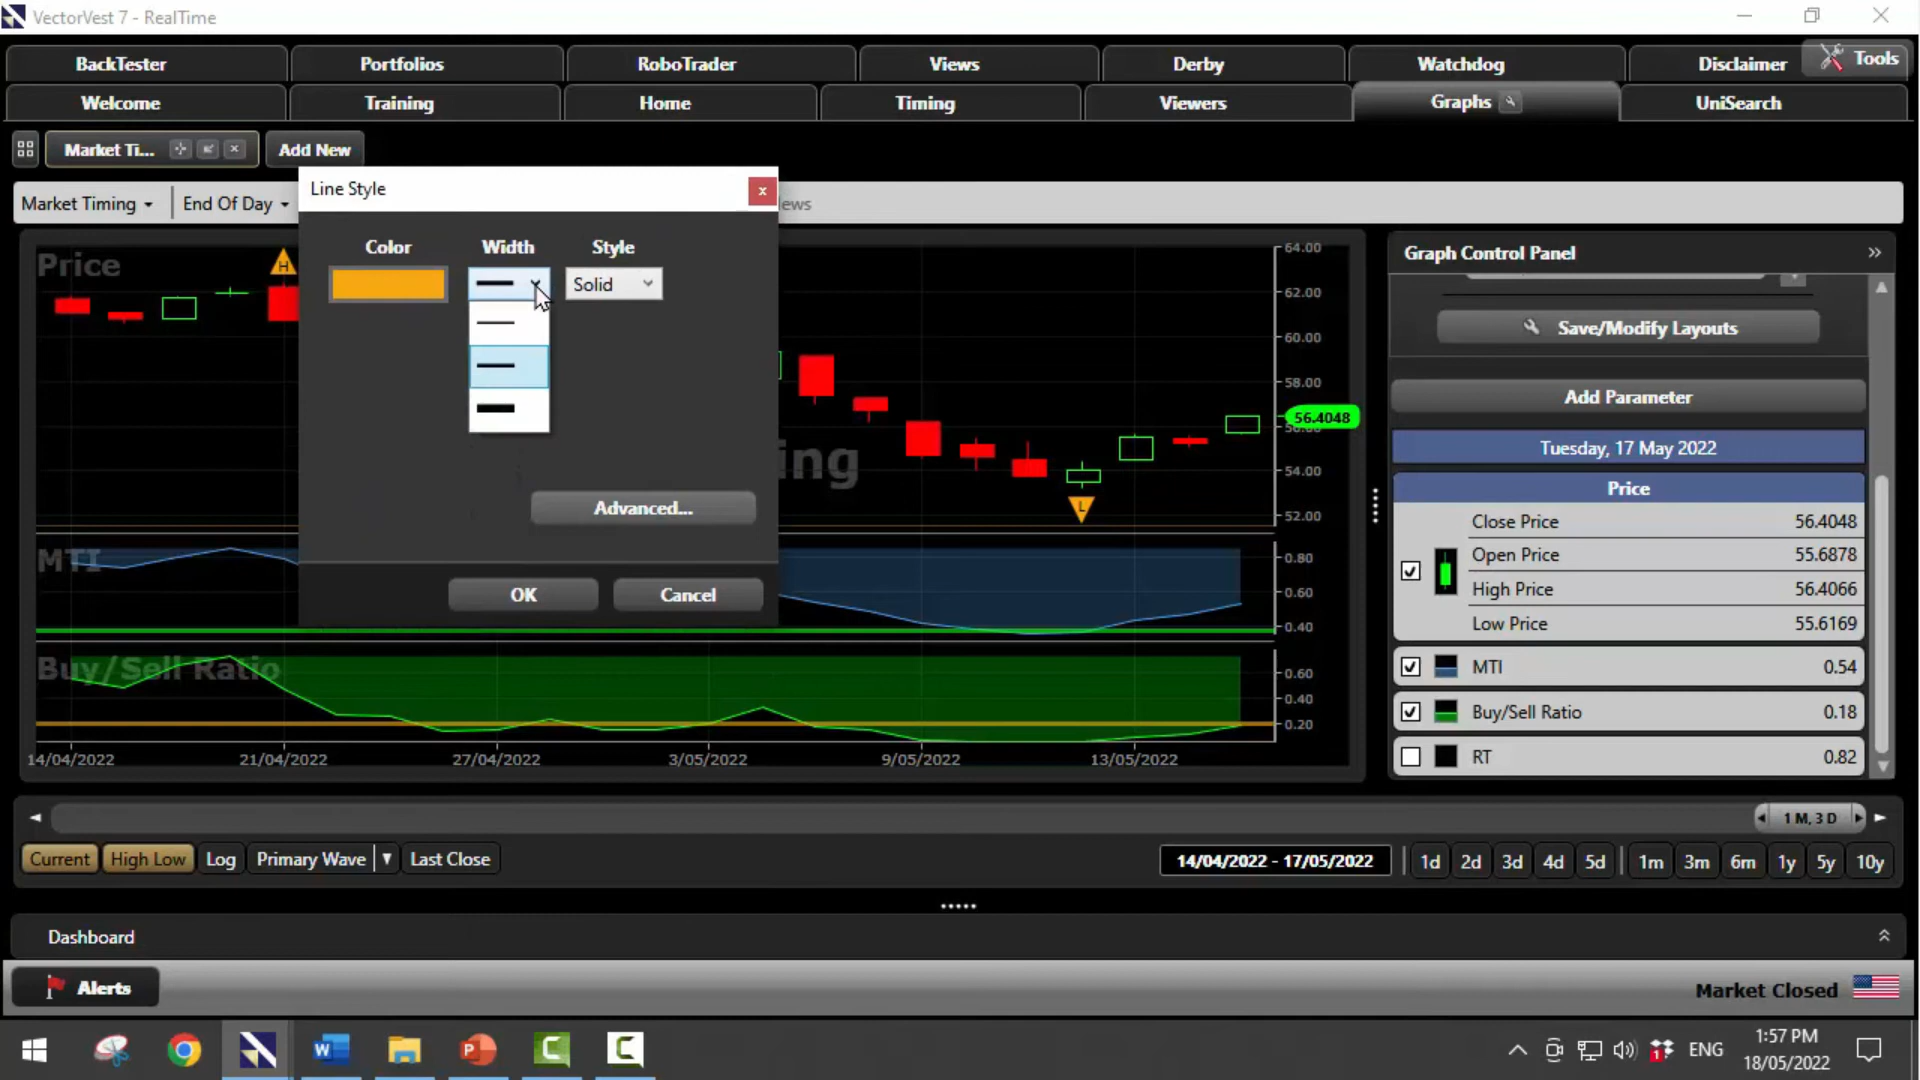 VectorVest 7 - RealTime
BackTester Portfolios RoboTrader Views Derby Watchdog Disclaimer Tools
Welcome Training Home Timing Viewers Graphs UniSearch
Market Ti... Add New
Line Style x
Market Timing End Of Day
Color Width Style
Solid
Advanced...
OK Cancel
Price
H
L
ing
64.00
62.00
60.00
58.00
56.4048
54.00
52.00
MTI
0.80
0.60
0.40
Buy/Sell Ratio
0.60
0.40
0.20
14/04/2022 21/04/2022 27/04/2022 3/05/2022 9/05/2022 13/05/2022
Graph Control Panel
Save/Modify Layouts
Add Parameter
Tuesday, 17 May 2022
Price
Close Price 56.4048
Open Price 55.6878
High Price 56.4066
Low Price 55.6169
MTI 0.54
Buy/Sell Ratio 0.18
RT 0.82
1 M, 3 D
Current High Low Log Primary Wave Last Close 14/04/2022 - 17/05/2022 1d 2d 3d 4d 5d 1m 3m 6m 1y 5y 10y
Dashboard
Alerts Market Closed
W P C C 1 ENG 1:57 PM
18/05/2022